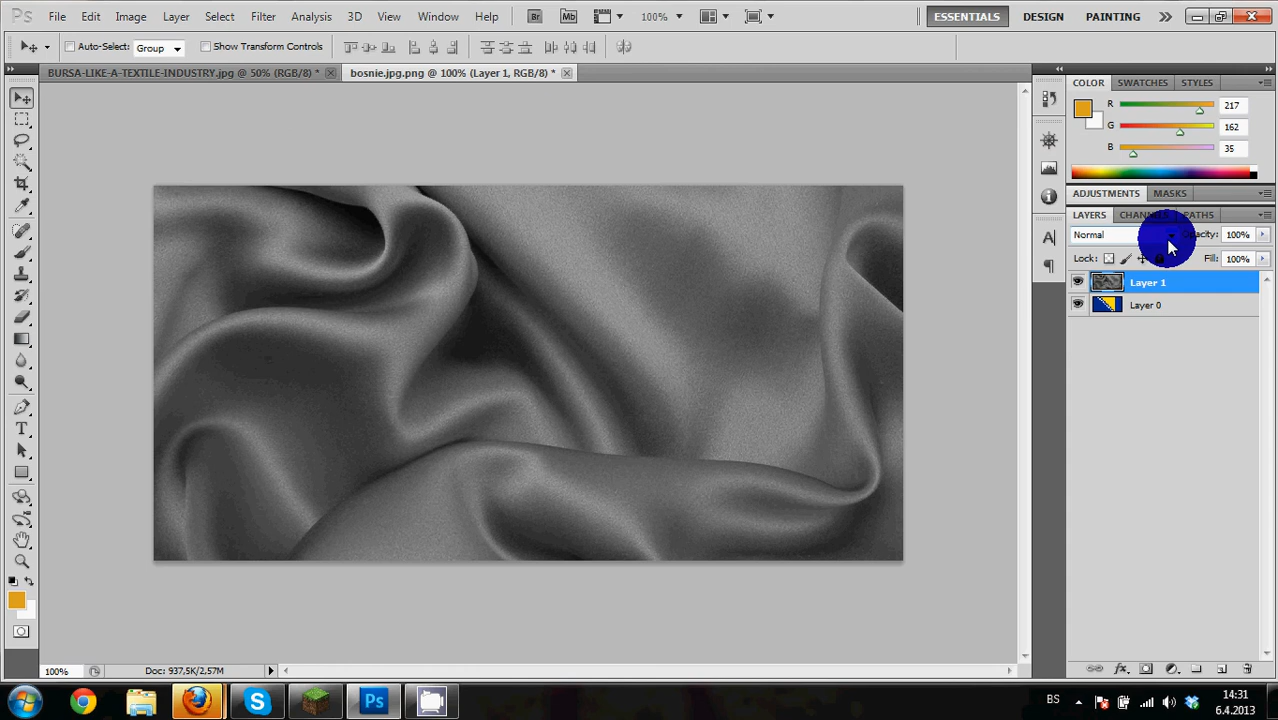 Ps File Edit Image Layer Select Filter Analysis 3D View Window Help Br Mb 100% ESSENTIALS DESIGN PAINTING
Auto-Select: Group Show Transform Controls
BURSA-LIKE-A-TEXTILE-INDUSTRY.jpg @ 50% (RGB/8) * bosnie.jpg.png @ 100% (Layer 1, RGB/8) *
COLOR SWATCHES STYLES
R 217
G 162
B 35
ADJUSTMENTS MASKS
LAYERS CHANNELS PATHS
Normal Opacity: 100%
Lock: Fill: 100%
Layer 1
Layer 0
100% Doc: 937,5K/2,57M
Ps BS 14:31
6.4.2013